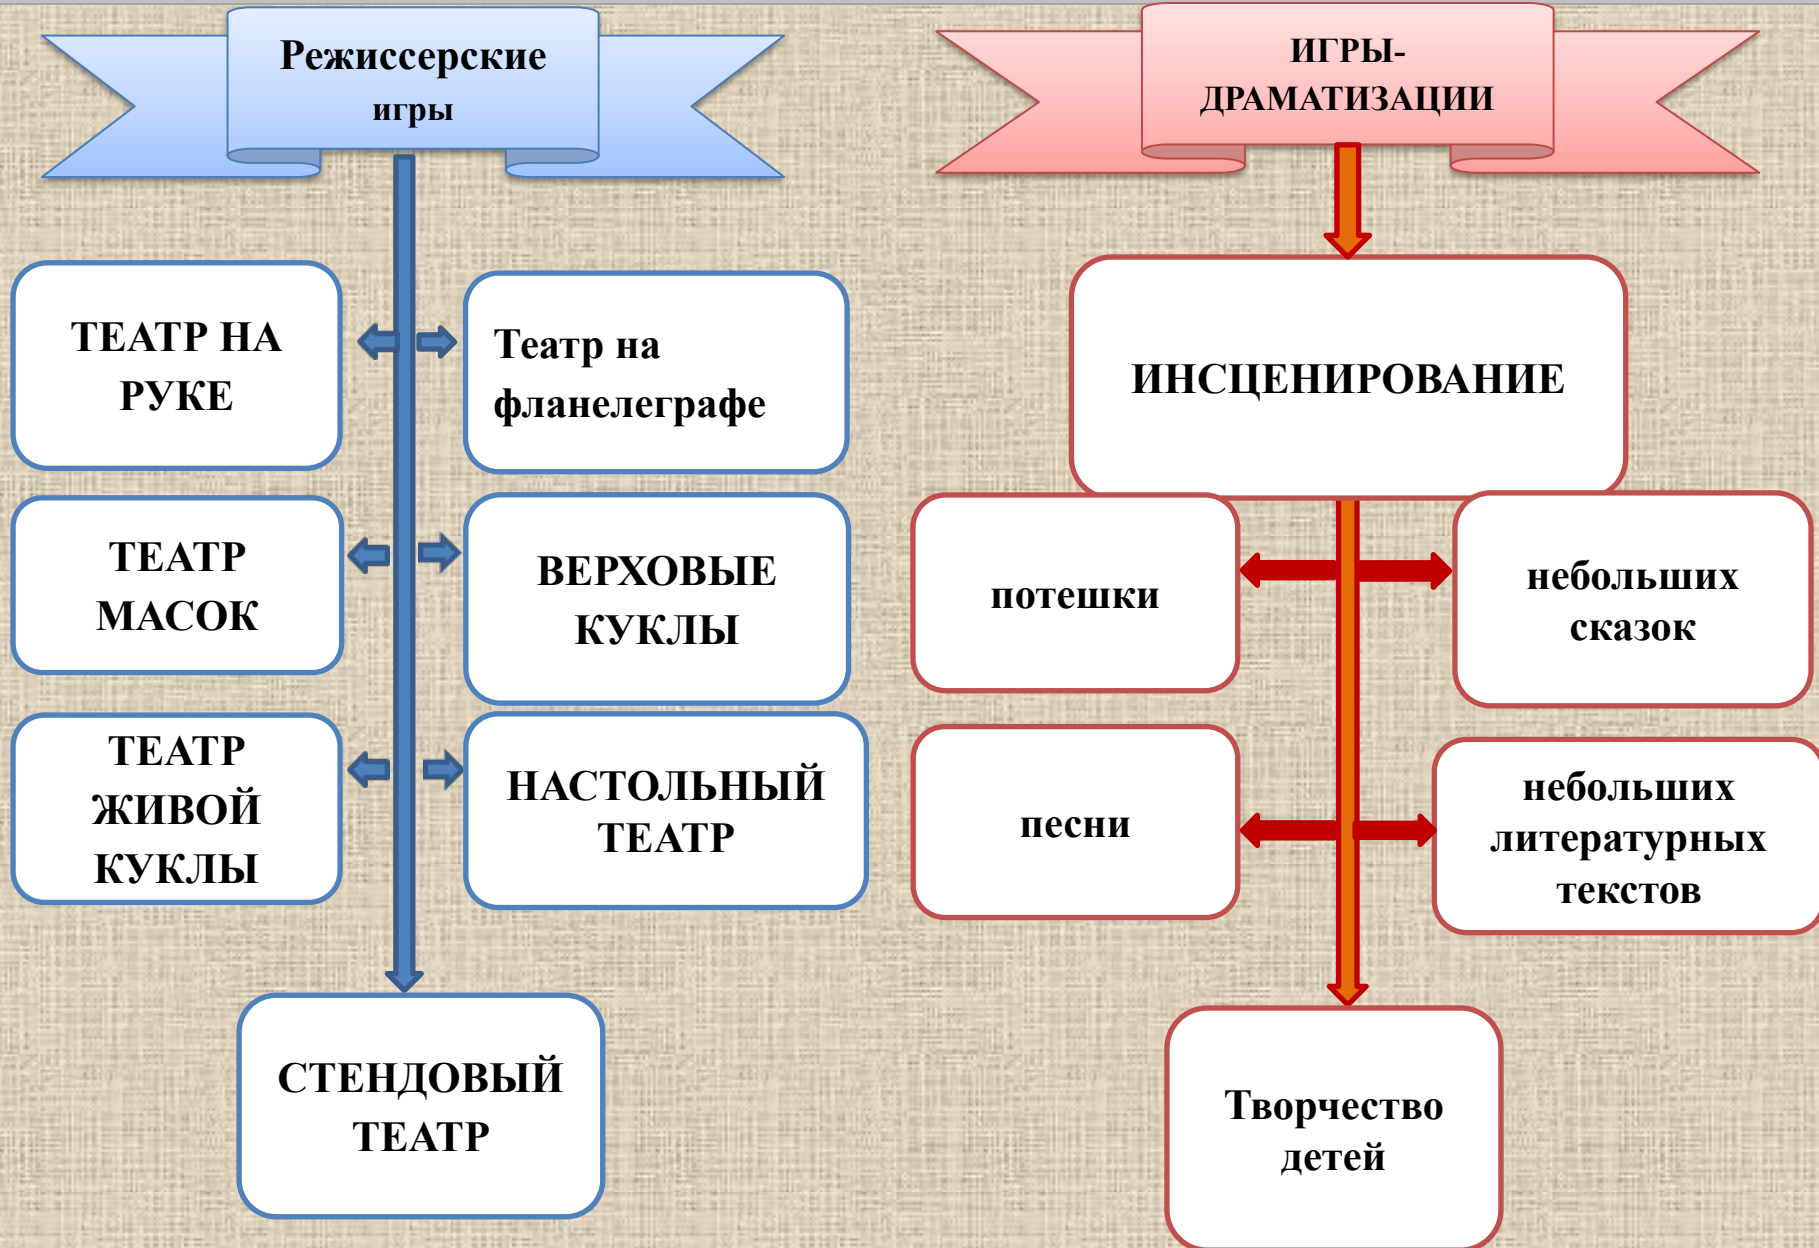 Режиссерские
игры
ТЕАТР НА
РУКЕ
Театр на
фланелеграфе
ТЕАТР
МАСОК
ВЕРХОВЫЕ
КУКЛЫ
ТЕАТР
ЖИВОЙ
КУКЛЫ
НАСТОЛЬНЫЙ
ТЕАТР
СТЕНДОВЫЙ
ТЕАТР
ИГРЫ-
ДРАМАТИЗАЦИИ
ИНСЦЕНИРОВАНИЕ
потешки
небольших
сказок
песни
небольших
литературных
текстов
Творчество
детей